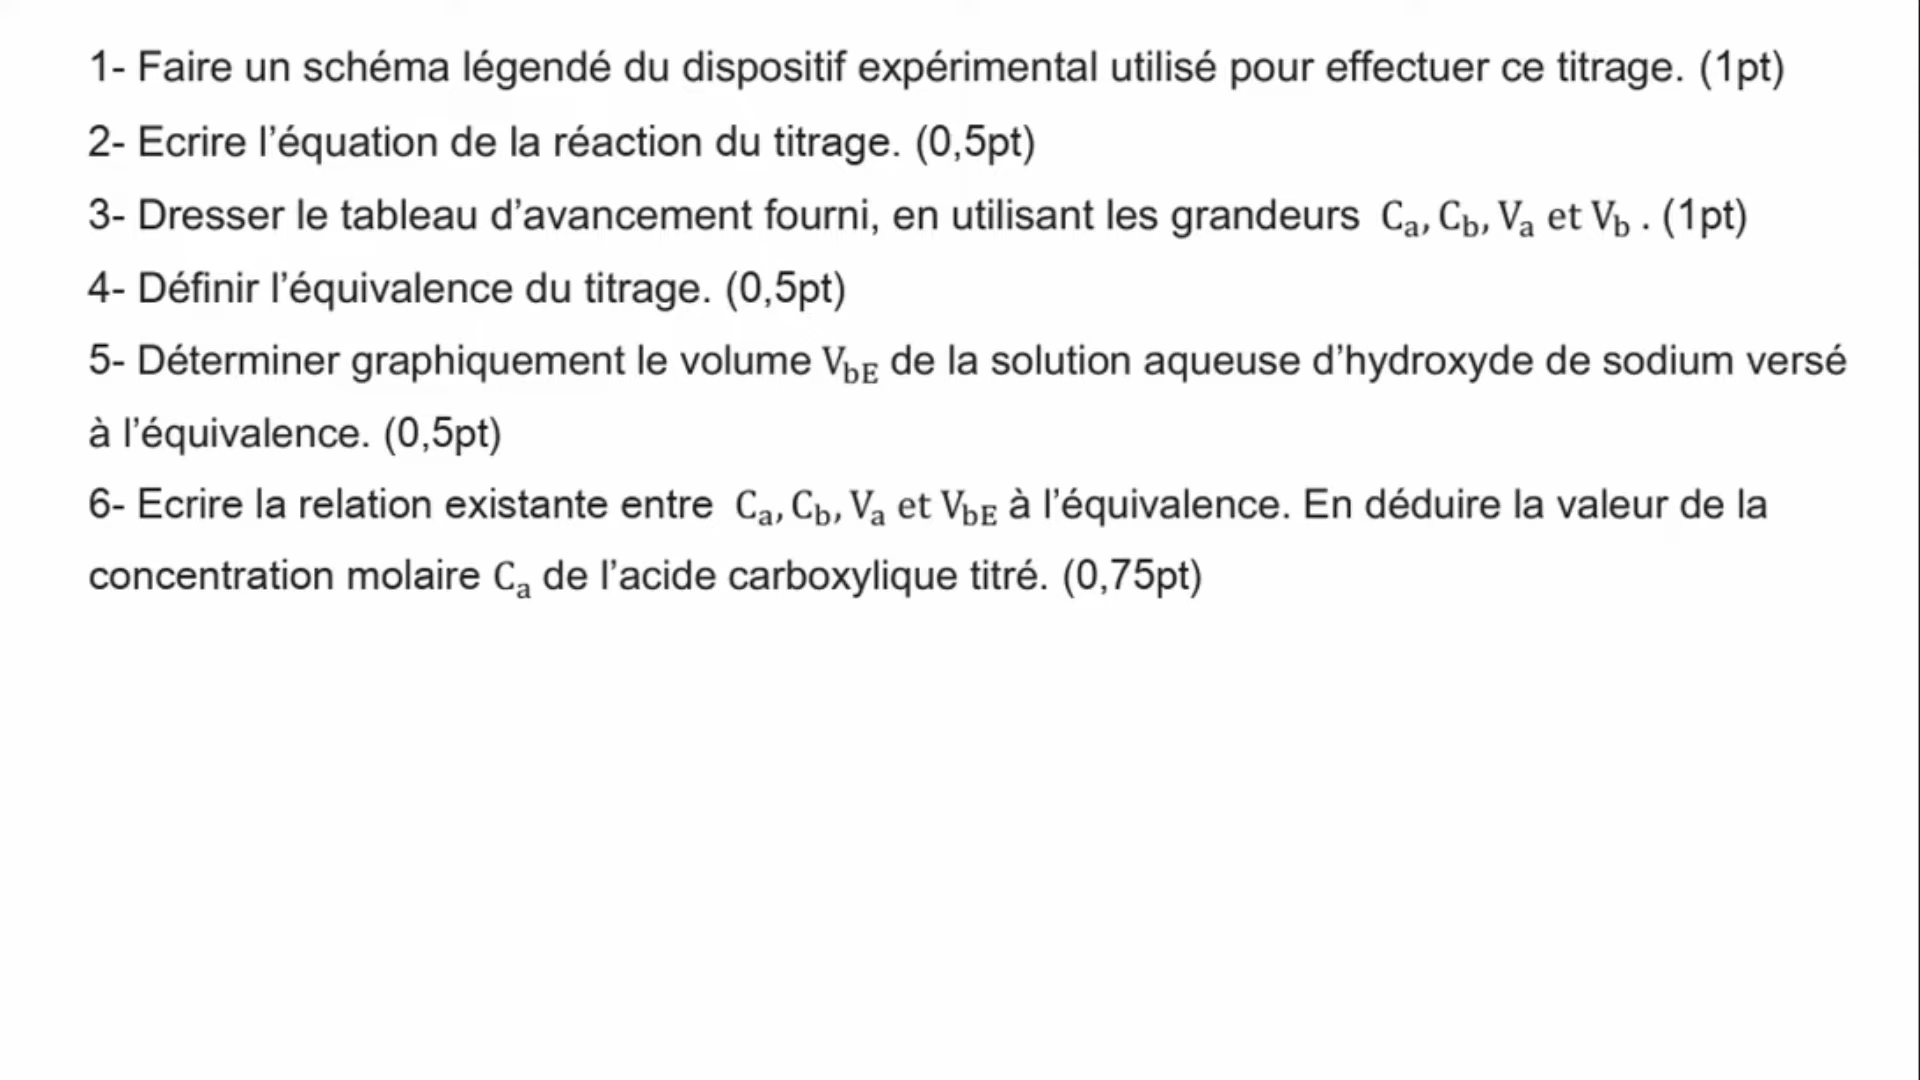 1- Faire un schéma légendé du dispositif expérimental utilisé pour effectuer ce titrage. (1pt)
2- Ecrire l’équation de la réaction du titrage. (0,5pt)
3- Dresser le tableau d’avancement fourni, en utilisant les grandeurs Ca, Cb, Va et Vb . (1pt)
4- Définir l’équivalence du titrage. (0,5pt)
5- Déterminer graphiquement le volume VbE de la solution aqueuse d’hydroxyde de sodium versé
à l’équivalence. (0,5pt)
6- Ecrire la relation existante entre Ca, Cb, Va et VbE à l’équivalence. En déduire la valeur de la
concentration molaire Ca de l’acide carboxylique titré. (0,75pt)